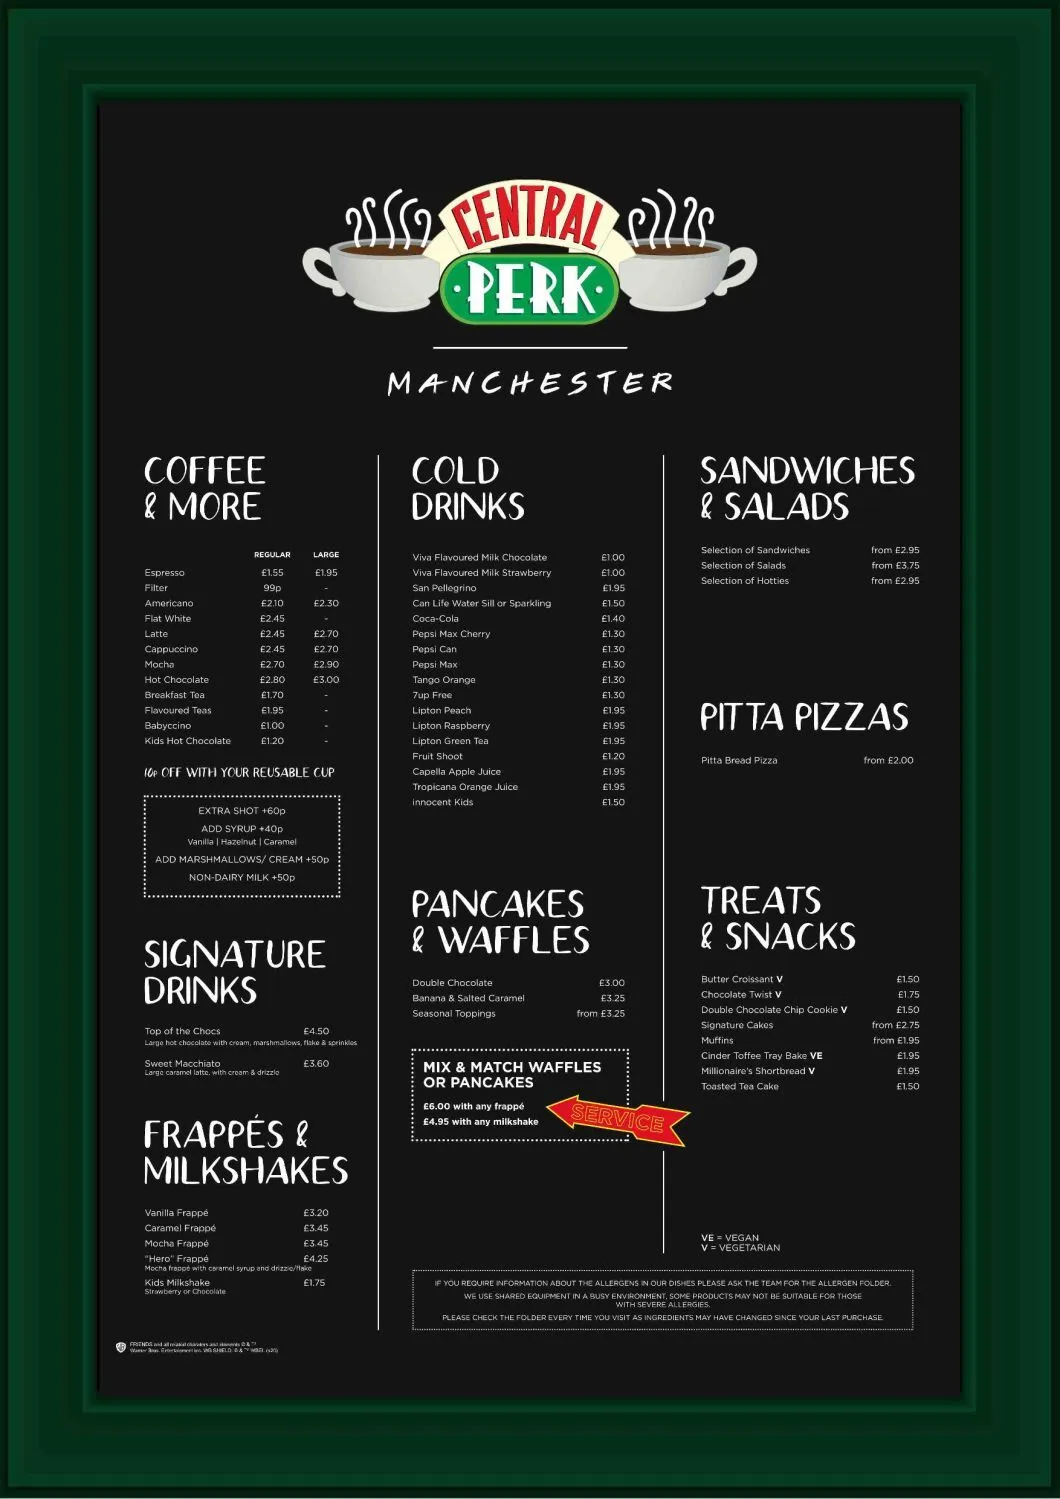 CENTRAL
PERK
MANCHESTER
COFFEE
& MORE
REGULAR LARGE
Espresso £1.55 £1.95
Filter 99p -
Americano £2.10 £2.30
Flat White £2.45 -
Latte £2.45 £2.70
Cappuccino £2.45 £2.70
Mocha £2.70 £2.90
Hot Chocolate £2.80 £3.00
Breakfast Tea £1.70 -
Flavoured Teas £1.95 -
Babyccino £1.00 -
Kids Hot Chocolate £1.20 -
10p OFF WITH YOUR REUSABLE CUP
EXTRA SHOT +60p
ADD SYRUP +40p
Vanilla | Hazelnut | Caramel
ADD MARSHMALLOWS/ CREAM +50p
NON-DAIRY MILK +50p
SIGNATURE
DRINKS
Top of the Chocs £4.50
Large hot chocolate with cream, marshmallows, flake & sprinkles
Sweet Macchiato £3.60
Large caramel latte, with cream & drizzle
FRAPPÉS &
MILKSHAKES
Vanilla Frappé £3.20
Caramel Frappé £3.45
Mocha Frappé £3.45
"Hero" Frappé £4.25
Mocha frappé with caramel syrup and drizzle/flake
Kids Milkshake £1.75
Strawberry or Chocolate
COLD
DRINKS
Viva Flavoured Milk Chocolate £1.00
Viva Flavoured Milk Strawberry £1.00
San Pellegrino £1.95
Can Life Water Sill or Sparkling £1.50
Coca-Cola £1.40
Pepsi Max Cherry £1.30
Pepsi Can £1.30
Pepsi Max £1.30
Tango Orange £1.30
7up Free £1.30
Lipton Peach £1.95
Lipton Raspberry £1.95
Lipton Green Tea £1.95
Fruit Shoot £1.20
Capella Apple Juice £1.95
Tropicana Orange Juice £1.95
innocent Kids £1.50
PANCAKES
& WAFFLES
Double Chocolate £3.00
Banana & Salted Caramel £3.25
Seasonal Toppings from £3.25
MIX & MATCH WAFFLES
OR PANCAKES
£6.00 with any frappé
£4.95 with any milkshake
SERVICE
SANDWICHES
& SALADS
Selection of Sandwiches from £2.95
Selection of Salads from £3.75
Selection of Hotties from £2.95
PITTA PIZZAS
Pitta Bread Pizza from £2.00
TREATS
& SNACKS
Butter Croissant V £1.50
Chocolate Twist V £1.75
Double Chocolate Chip Cookie V £1.50
Signature Cakes from £2.75
Muffins from £1.95
Cinder Toffee Tray Bake VE £1.95
Millionaire's Shortbread V £1.95
Toasted Tea Cake £1.50
VE = VEGAN
V = VEGETARIAN
IF YOU REQUIRE INFORMATION ABOUT THE ALLERGENS IN OUR DISHES PLEASE ASK THE TEAM FOR THE ALLERGEN FOLDER.
WE USE SHARED EQUIPMENT IN A BUSY ENVIRONMENT, SOME PRODUCTS MAY NOT BE SUITABLE FOR THOSE
WITH SEVERE ALLERGIES.
PLEASE CHECK THE FOLDER EVERY TIME YOU VISIT AS INGREDIENTS MAY HAVE CHANGED SINCE YOUR LAST PURCHASE.
FRIENDS and all related characters and elements © & ™
Warner Bros. Entertainment Inc. WB SHIELD: © & ™ WBEI. (s21)